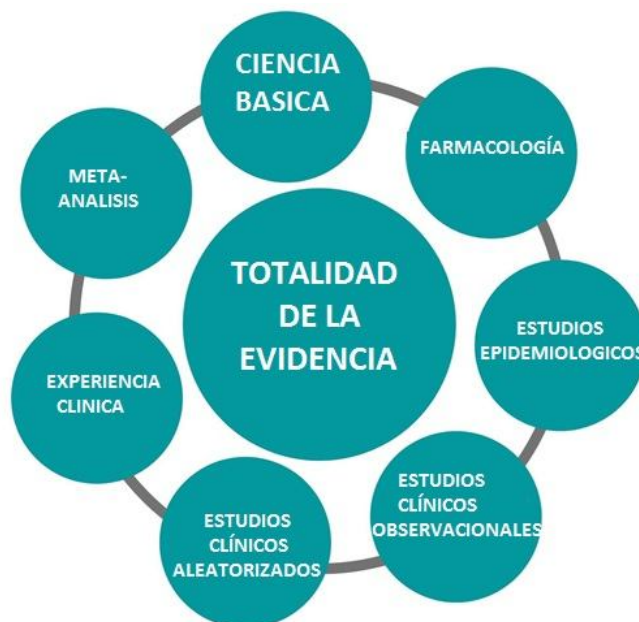 CIENCIA
BASICA
FARMACOLOGÍA
META-
ANALISIS
TOTALIDAD
DE LA
EVIDENCIA
ESTUDIOS
EPIDEMIOLOGICOS
EXPERIENCIA
CLINICA
ESTUDIOS
CLÍNICOS
OBSERVACIONALES
ESTUDIOS
CLÍNICOS
ALEATORIZADOS